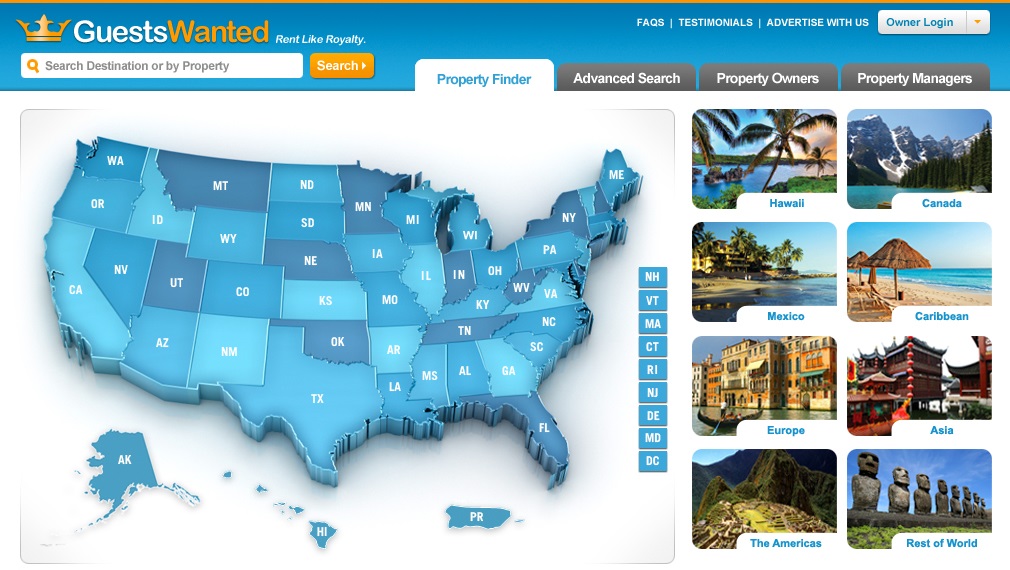 GuestsWanted Rent Like Royalty.
FAQS | TESTIMONIALS | ADVERTISE WITH US Owner Login
Search Destination or by Property Search
Property Finder Advanced Search Property Owners Property Managers
WA
OR
CA
ID
NV
MT
WY
UT
AZ
CO
NM
ND
SD
NE
KS
OK
TX
MN
IA
MO
AR
LA
MI
WI
IL
IN
OH
KY
TN
MS
AL
GA
FL
SC
NC
VA
WV
PA
NY
ME
AK
HI
PR
NH
VT
MA
CT
RI
NJ
DE
MD
DC
Hawaii
Canada
Mexico
Caribbean
Europe
Asia
The Americas
Rest of World